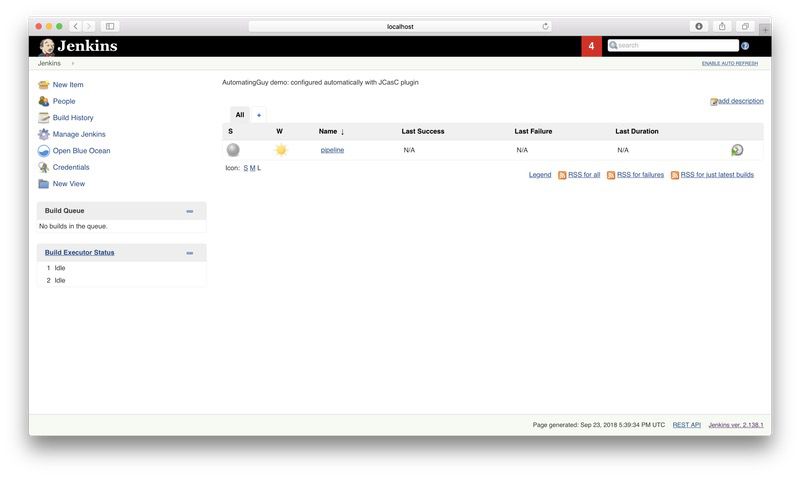 localhost
Jenkins
4
search
Jenkins
ENABLE AUTO REFRESH
New Item
People
Build History
Manage Jenkins
Open Blue Ocean
Credentials
New View
Build Queue
No builds in the queue.
Build Executor Status
1 Idle
2 Idle
AutomatingGuy demo: configured automatically with JCasC plugin
add description
All +
S W Name ↓ Last Success Last Failure Last Duration
pipeline N/A N/A N/A
Icon: S M L
Legend RSS for all RSS for failures RSS for just latest builds
Page generated: Sep 23, 2018 5:39:34 PM UTC REST API Jenkins ver. 2.138.1